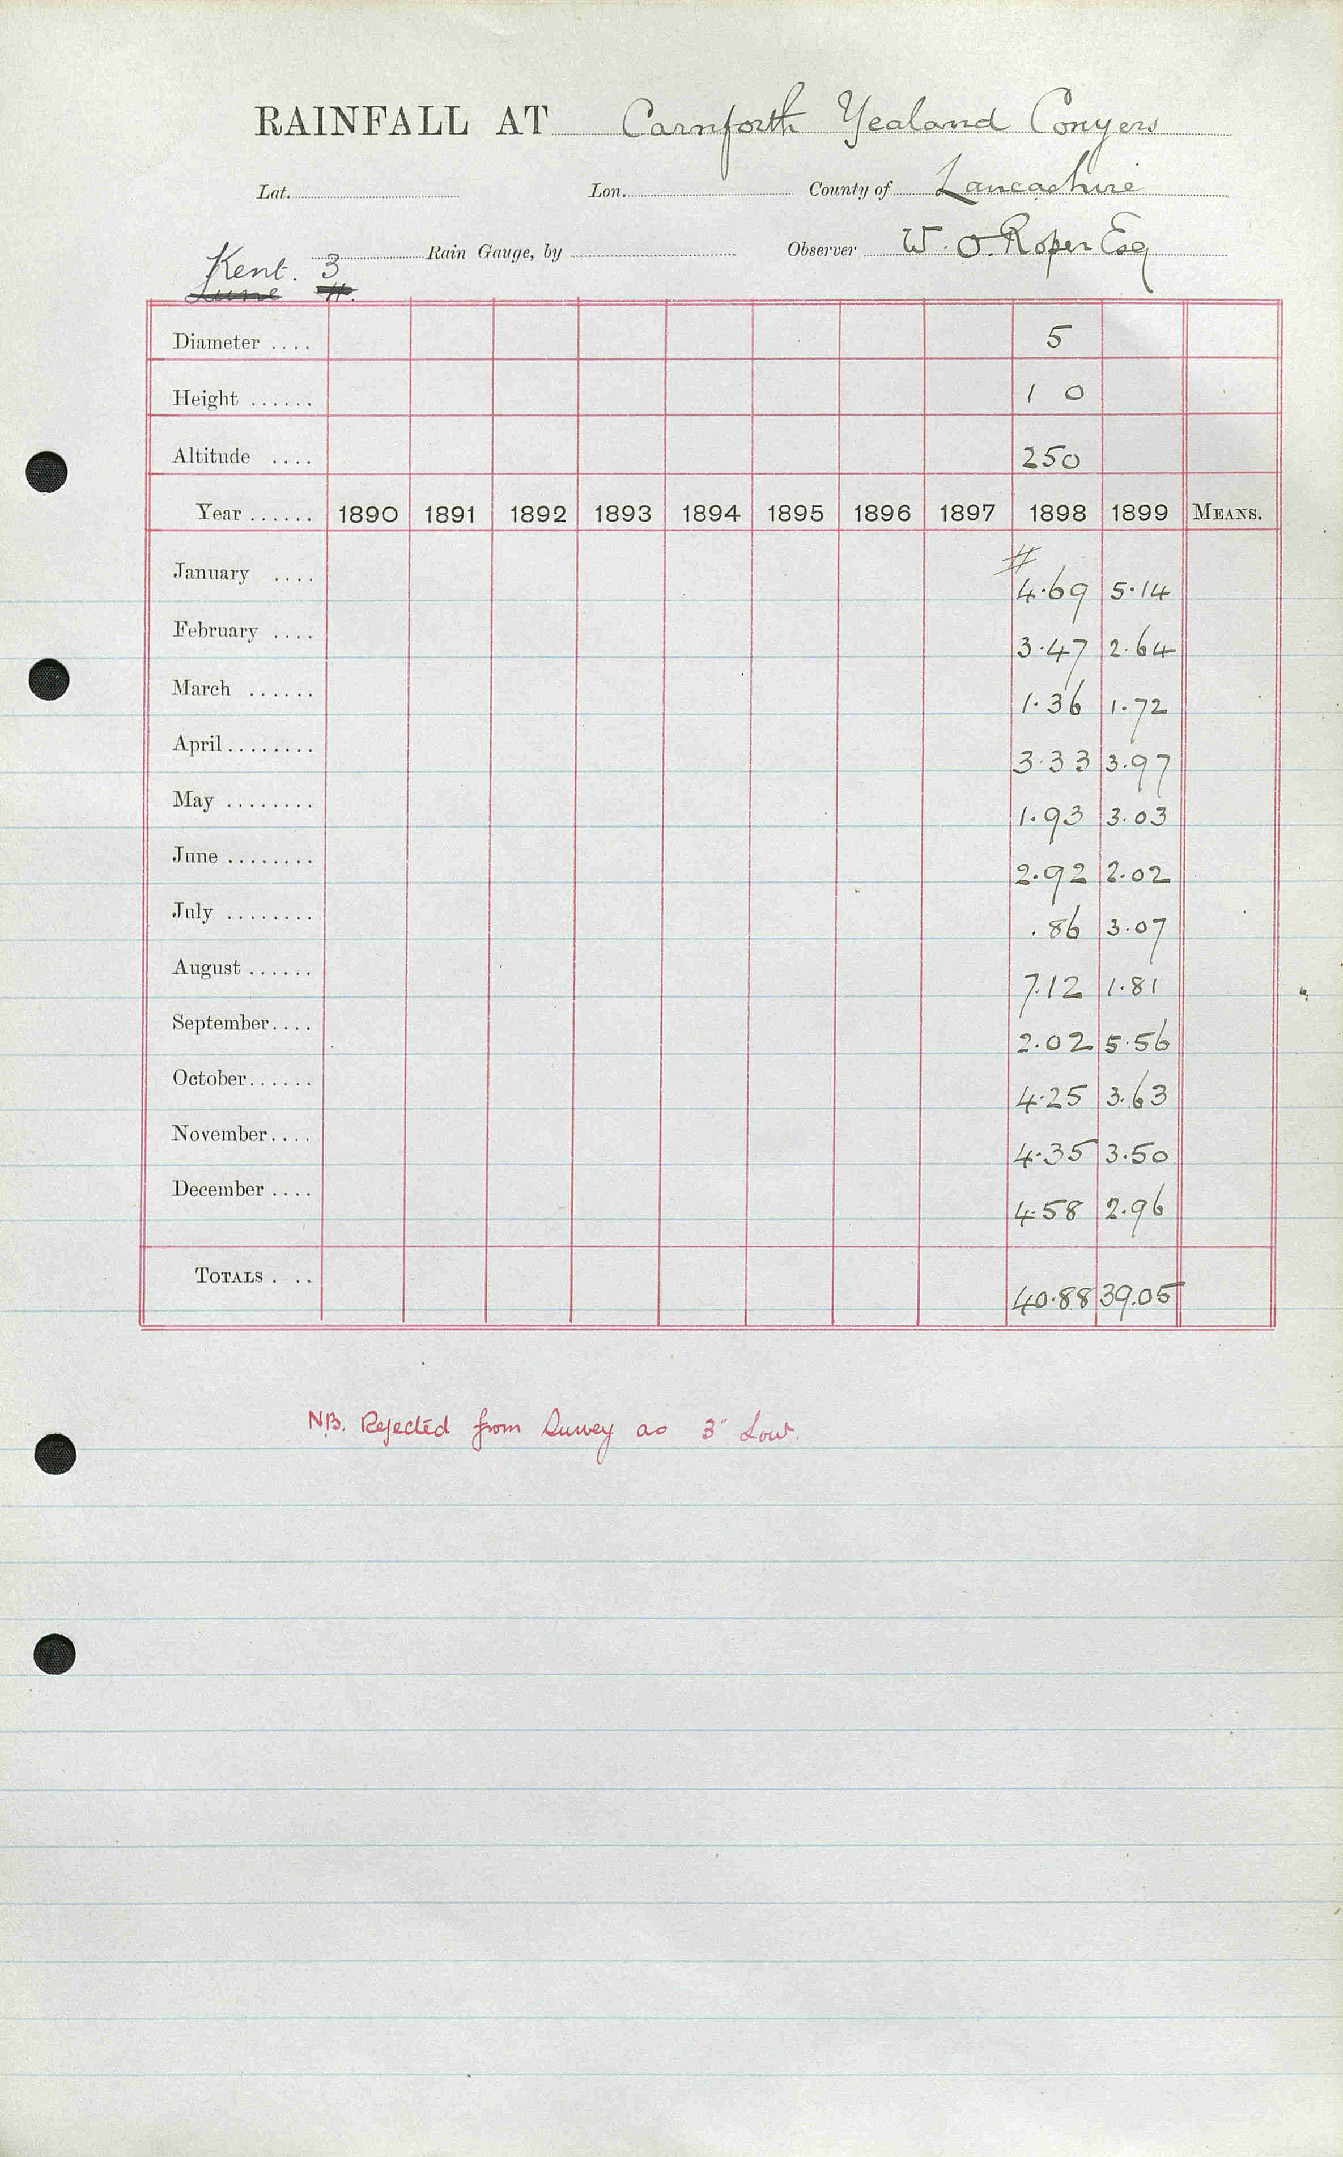 RAINFALL AT Carnforth Yealand Conyers
Lat. Lon. County of Lancashire
Kent. 3 Rain Gauge, by Observer W. O. Roper Esq
Lune 4.
Diameter .... 5
Height ...... 1 0
Altitude .... 250
Year ...... 1890 1891 1892 1893 1894 1895 1896 1897 1898 1899 MEANS.
#
January .... 4.69 5.14
February .... 3.47 2.64
March ...... 1.36 1.72
April ........ 3.33 3.97
May ........ 1.93 3.03
June ........ 2.92 2.02
July ........ .86 3.07
August ...... 7.12 1.81
September.... 2.02 5.56
October...... 4.25 3.63
November.... 4.35 3.50
December .... 4.58 2.96
TOTALS . .. 40.88 39.05
NB. Rejected from Survey as 3" Low.